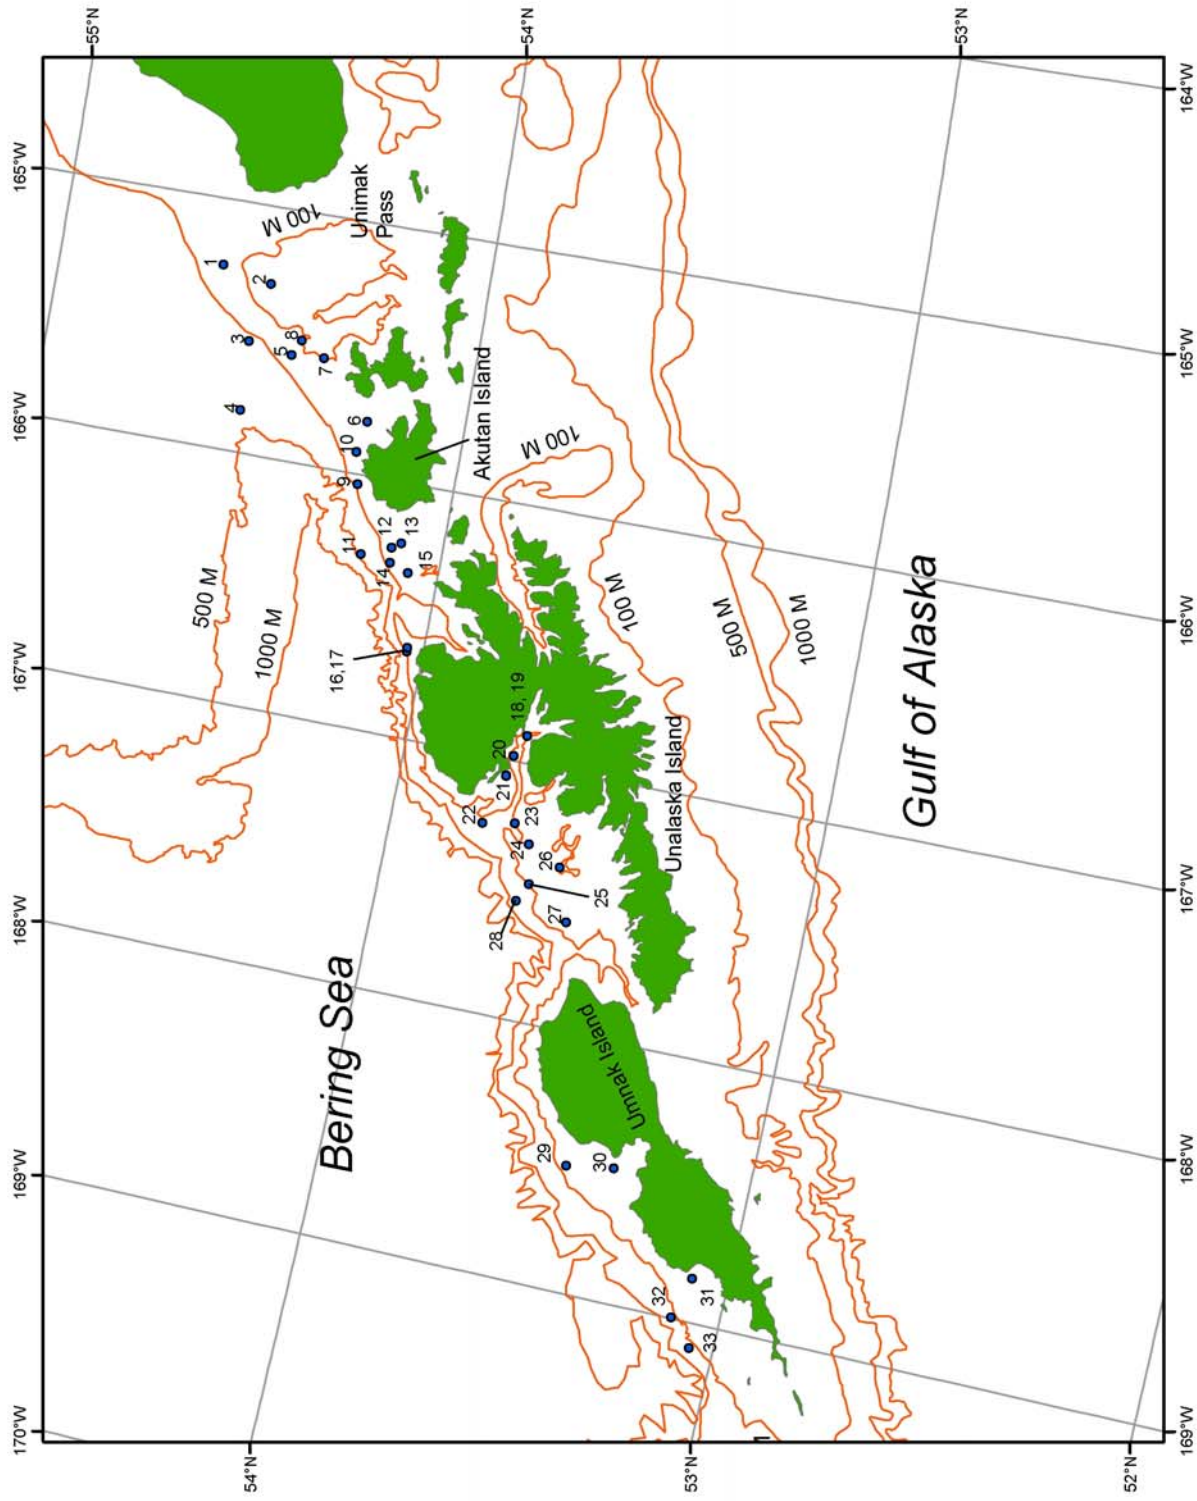 170°W
169°W
168°W
167°W
166°W
165°W
55°N
54°N
53°N
54°N
53°N
52°N
169°W
168°W
167°W
166°W
165°W
164°W
Bering Sea
Gulf of Alaska
500 M
1000 M
100 M
Unimak
Pass
Akutan Island
100 M
100 M
500 M
1000 M
Unalaska Island
Umnak Island
1
2
3
4
5
6
7
8
9
10
11
12
13
14
15
16,17
18, 19
20
21
22
23
24
25
26
27
28
29
30
31
32
33